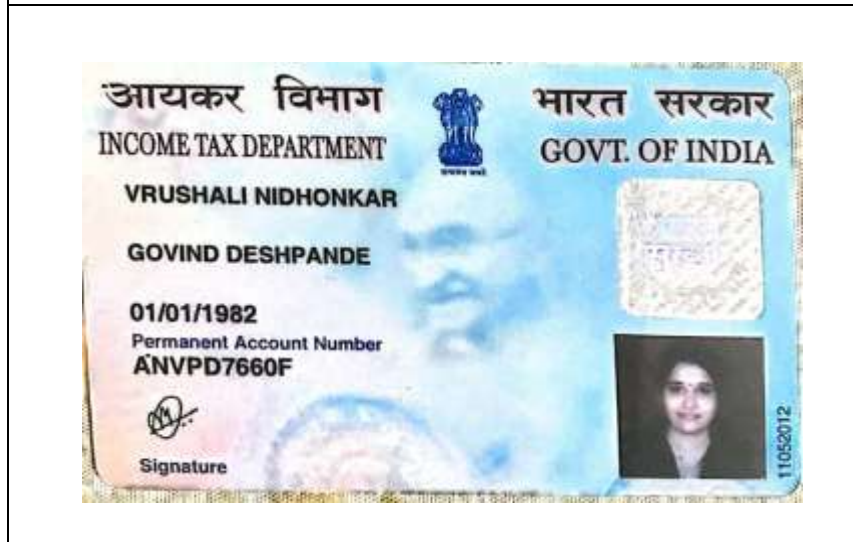 आयकर विभाग
भारत सरकार
INCOME TAX DEPARTMENT
GOVT. OF INDIA
VRUSHALI NIDHONKAR
GOVIND DESHPANDE
01/01/1982
Permanent Account Number
ANVPD7660F
Signature
11052012